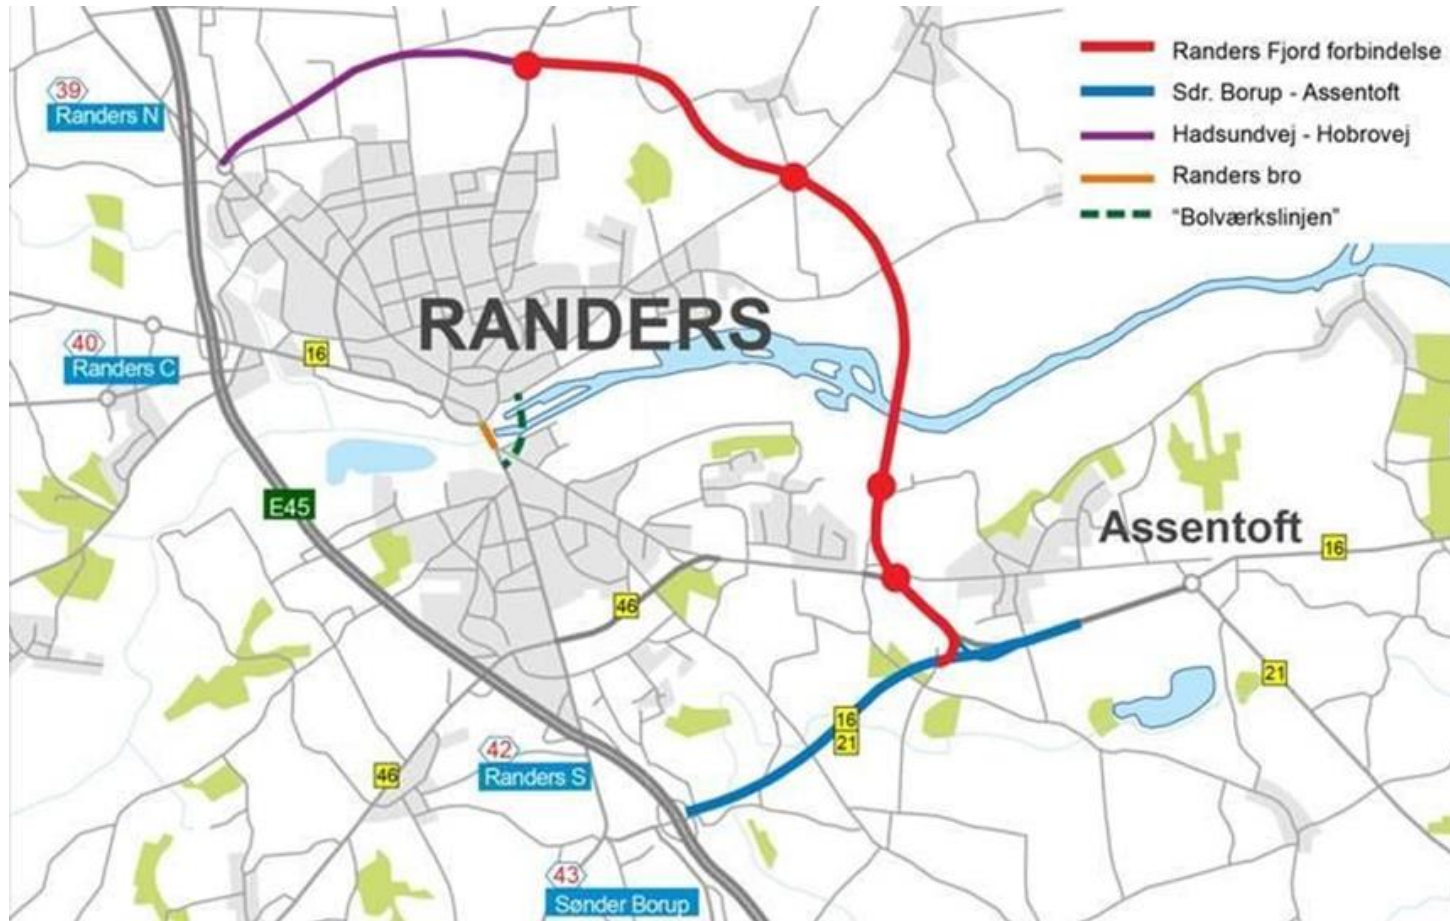 Randers Fjord forbindelse
Sdr. Borup - Assentoft
Hadsundvej - Hobrovej
Randers bro
"Bolværkslinjen"
39
Randers N
RANDERS
40
Randers C
16
E45
Assentoft
16
46
21
16
21
42
Randers S
46
43
Sønder Borup